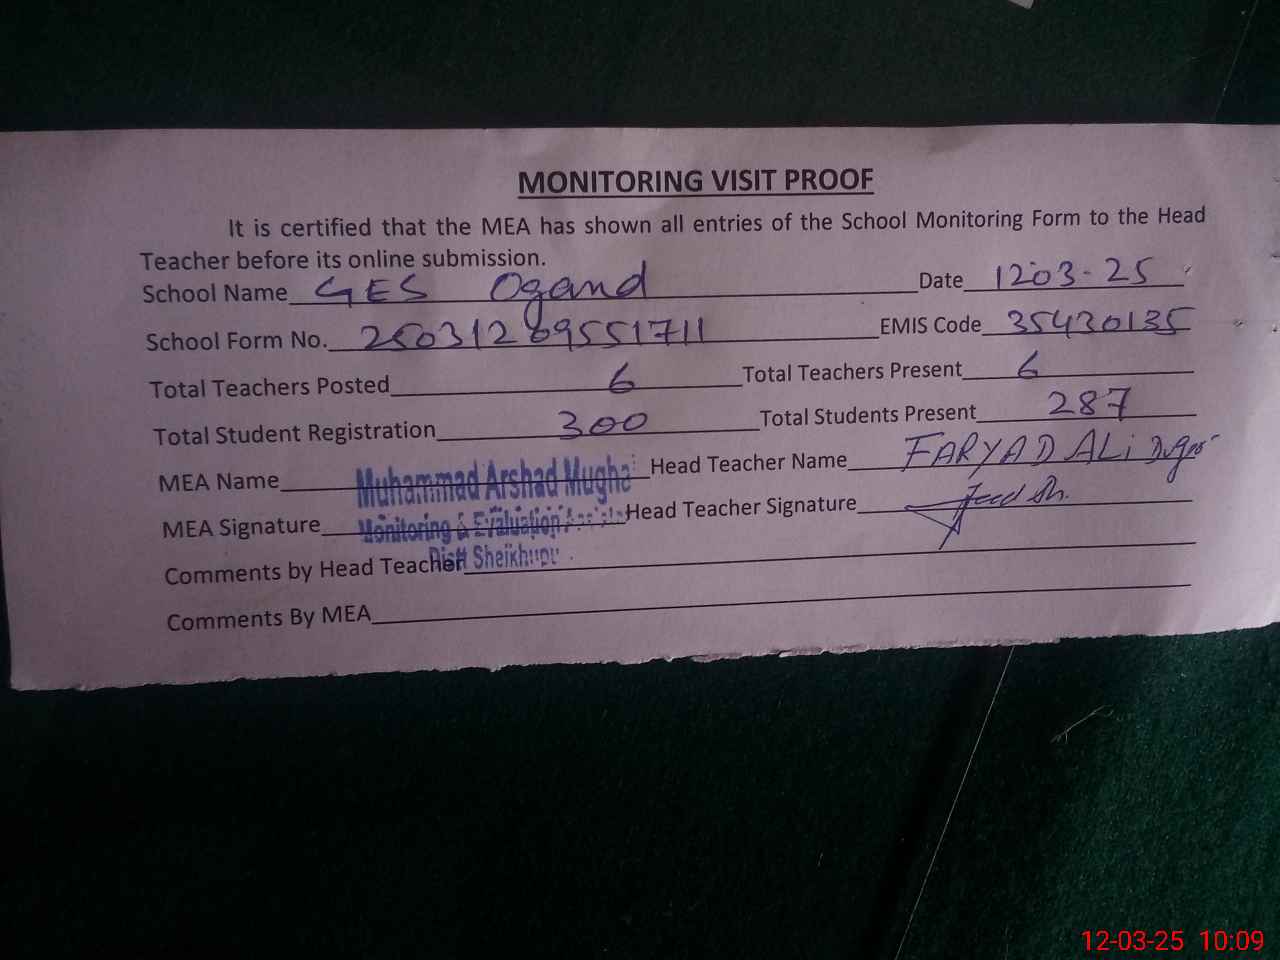 MONITORING VISIT PROOF
It is certified that the MEA has shown all entries of the School Monitoring Form to the Head
Teacher before its online submission.
School Name GES Ogand Date 12-03-25
School Form No. 25031289551711 EMIS Code 35430135
Total Teachers Posted 6 Total Teachers Present 6
Total Student Registration 300 Total Students Present 287
MEA Name Muhammad Arshad Mughal Head Teacher Name FARYAD ALi
MEA Signature Monitoring & Evaluation Head Teacher Signature
Comments by Head Teacher Distt Sheikhupu
Comments By MEA
12-03-25 10:09